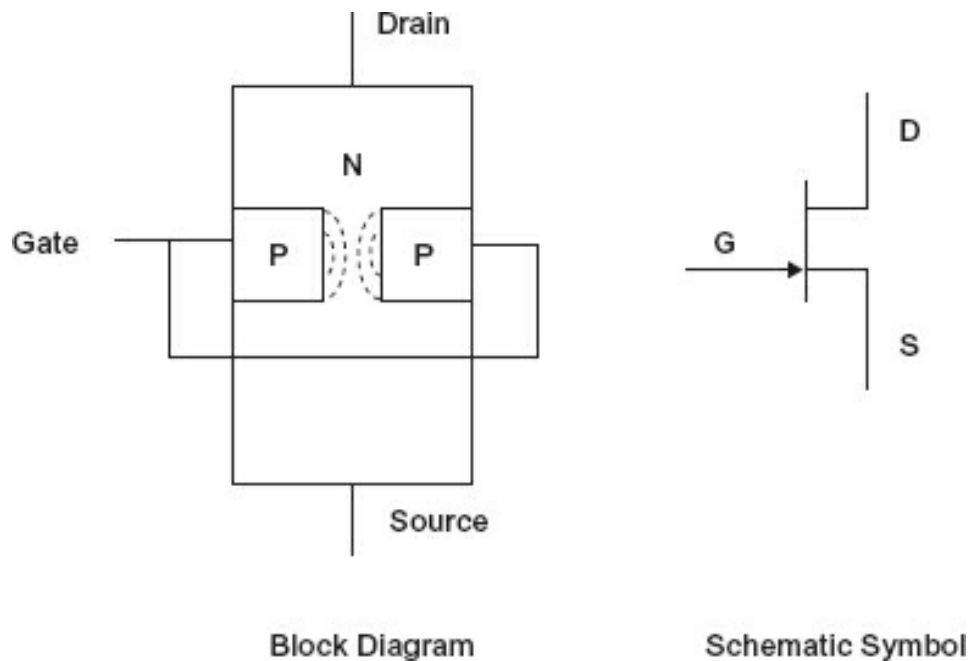 Drain
D
N
Gate
P
P
G
S
Source
Block Diagram
Schematic Symbol